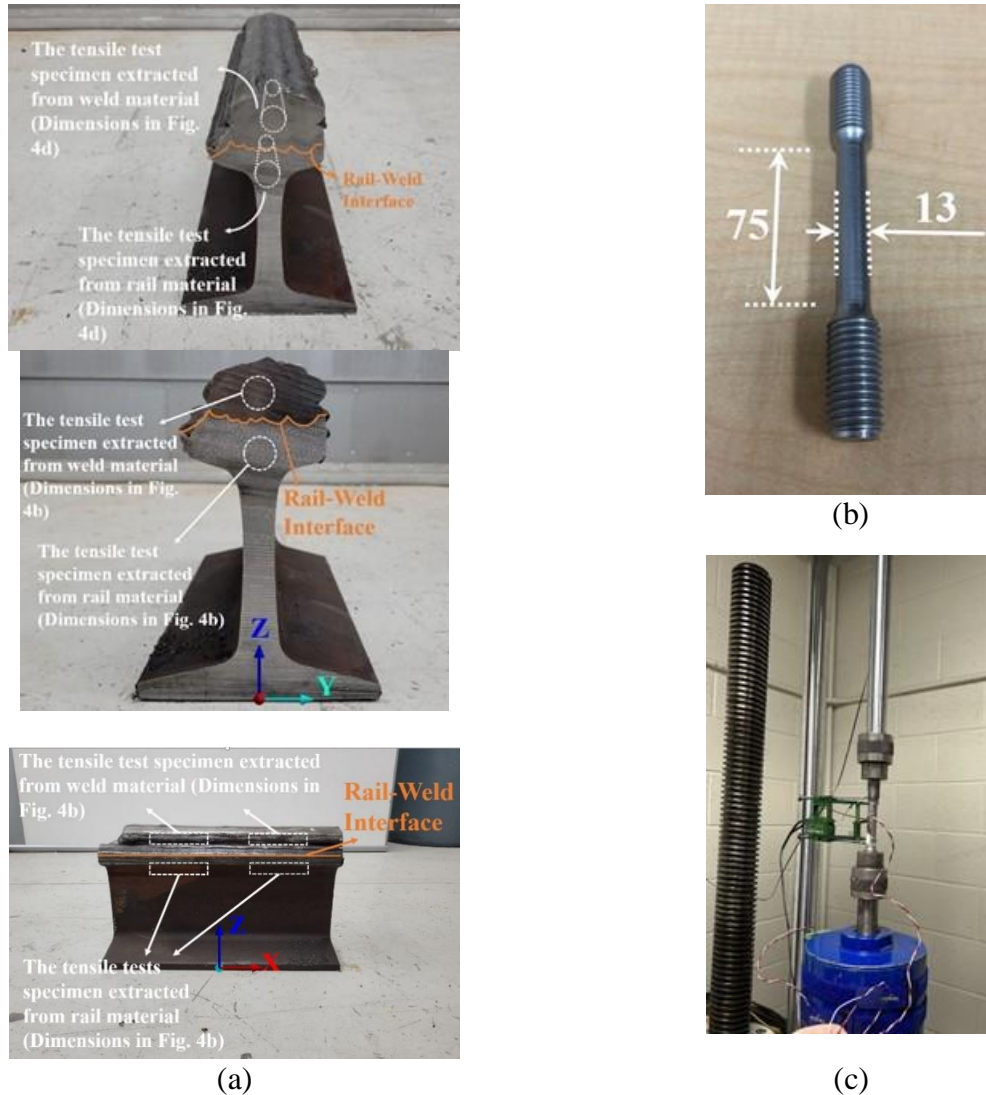 The tensile test
specimen extracted
from weld material
(Dimensions in Fig.
4d)
Rail-Weld
Interface
The tensile test
specimen extracted
from rail material
(Dimensions in Fig.
4d)
The tensile test
specimen extracted
from weld material
(Dimensions in Fig.
4b)
Rail-Weld
Interface
The tensile test
specimen extracted
from rail material
(Dimensions in Fig. 4b)
Z
Y
The tensile test specimen extracted
from weld material (Dimensions in
Fig. 4b)
Rail-Weld
Interface
Z
X
The tensile tests
specimen extracted
from rail material
(Dimensions in Fig. 4b)
(a)
75
13
(b)
(c)